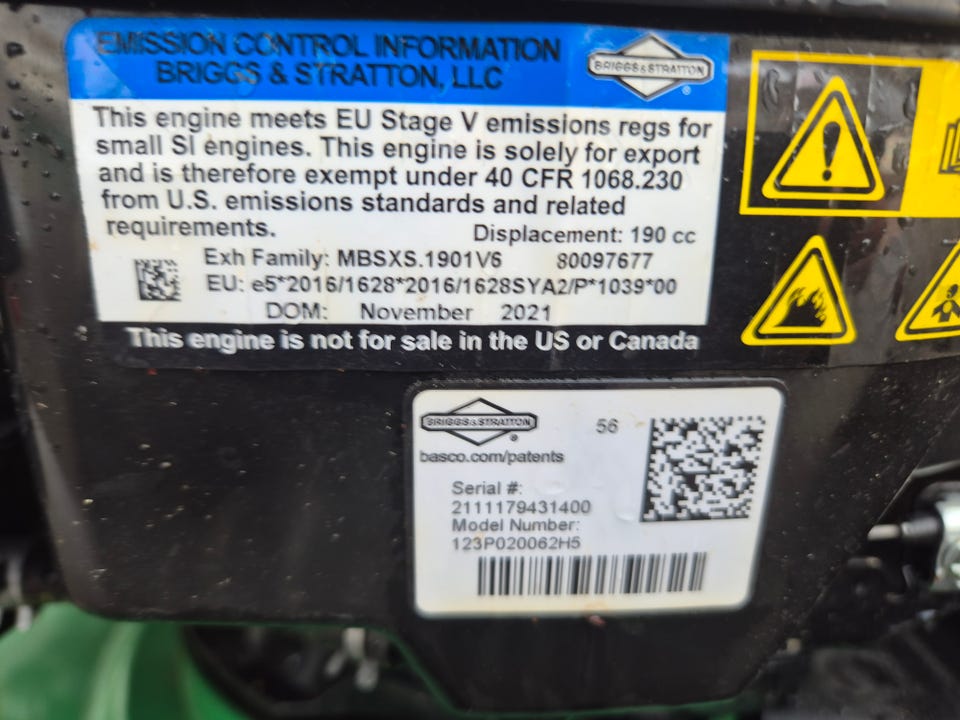 EMISSION CONTROL INFORMATION
BRIGGS & STRATTON, LLC
BRIGGS & STRATTON
®
This engine meets EU Stage V emissions regs for
small SI engines. This engine is solely for export
and is therefore exempt under 40 CFR 1068.230
from U.S. emissions standards and related
requirements.
Displacement: 190 cc
Exh Family: MBSXS.1901V6 80097677
EU: e5*2016/1628*2016/1628SYA2/P*1039*00
DOM: November 2021
This engine is not for sale in the US or Canada
BRIGGS & STRATTON
®
56
basco.com/patents
Serial #:
2111179431400
Model Number:
123P020062H5